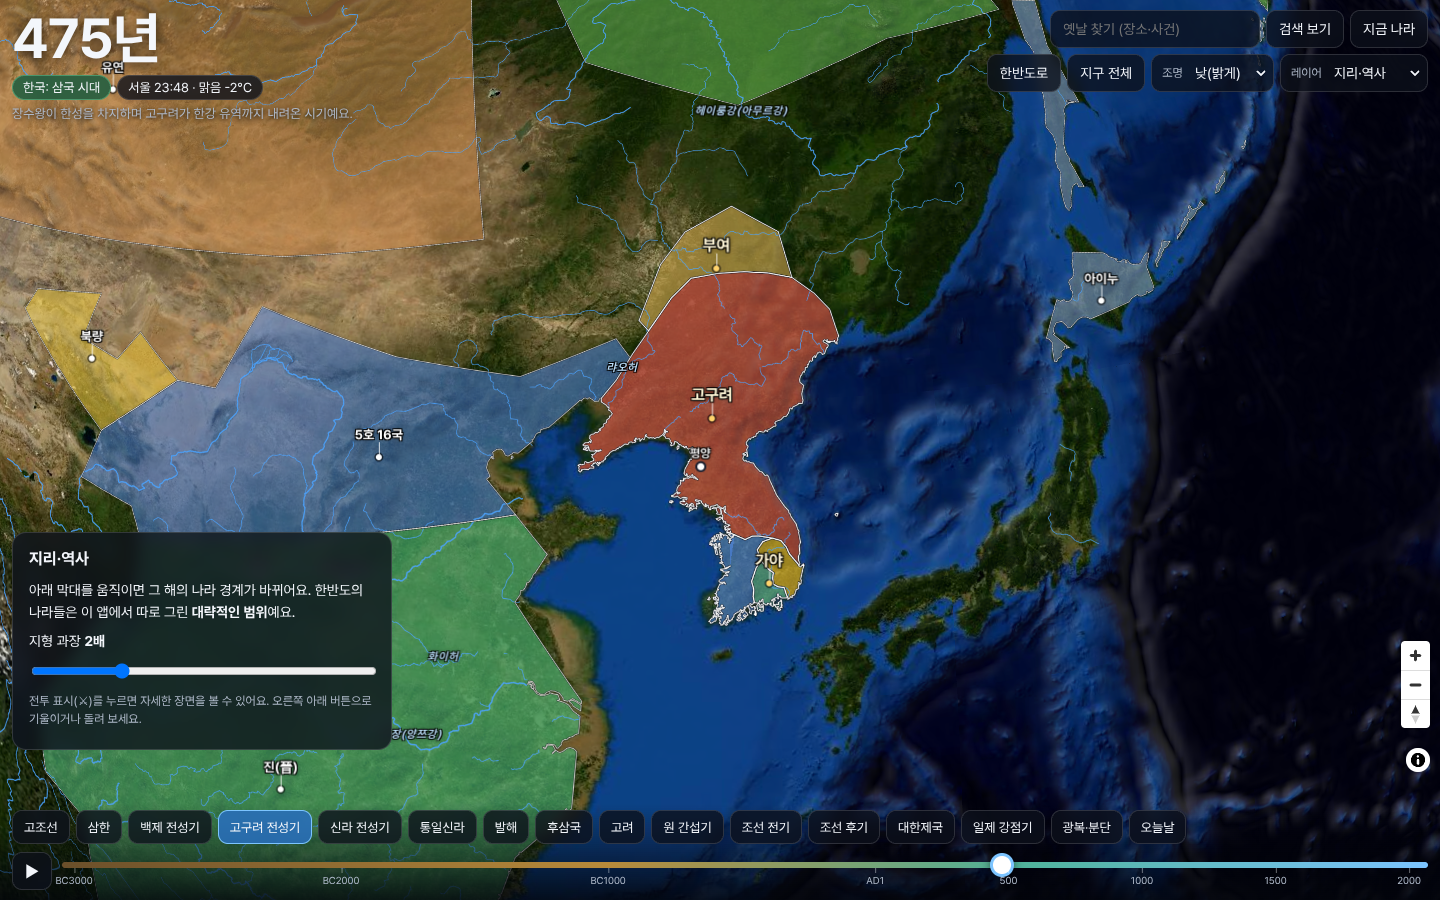 475년
유연
한국: 삼국 시대
서울 23:48 · 맑음 -2°C
장수왕이 한성을 차지하며 고구려가 한강 유역까지 내려온 시기예요.
옛날 찾기 (장소·사건)
검색 보기
지금 나라
한반도로
지구 전체
조명 낮(밝게)
레이어 지리·역사
헤이룽강(아무르강)
부여
아이누
북량
라오허
고구려
5호 16국
평양
가야
화이허
장(양쯔강)
진(晉)
지리·역사
아래 막대를 움직이면 그 해의 나라 경계가 바뀌어요. 한반도의
나라들은 이 앱에서 따로 그린 대략적인 범위예요.
지형 과장 2배
전투 표시(⚔)를 누르면 자세한 장면을 볼 수 있어요. 오른쪽 아래 버튼으로
기울이거나 돌려 보세요.
고조선
삼한
백제 전성기
고구려 전성기
신라 전성기
통일신라
발해
후삼국
고려
원 간섭기
조선 전기
조선 후기
대한제국
일제 강점기
광복·분단
오늘날
BC3000
BC2000
BC1000
AD1
500
1000
1500
2000